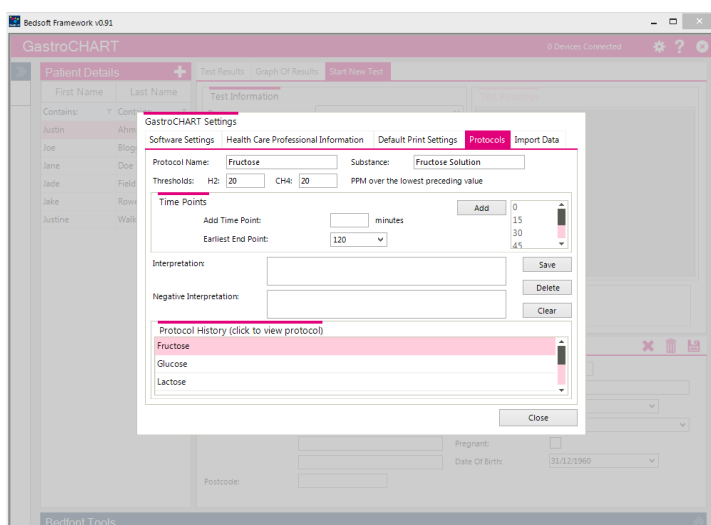 Bedsoft Framework v0.91
GastroCHART
0 Devices Connected
Patient Details
Test Results Graph Of Results Start New Test
First Name Last Name
Test Information
Contains:
Justin
Joe Blogg
Jane Doe
Jade Field
Jake Rowe
Justine Walk
GastroCHART Settings
Software Settings Health Care Professional Information Default Print Settings Protocols Import Data
Protocol Name: Fructose Substance: Fructose Solution
Thresholds: H2: 20 CH4: 20 PPM over the lowest preceding value
Time Points
Add Time Point: minutes Add
Earliest End Point: 120
0
15
30
45
Interpretation:
Save
Delete
Negative Interpretation:
Clear
Protocol History (click to view protocol)
Fructose
Glucose
Lactose
Close
Pregnant:
Date Of Birth: 31/12/1960
Postcode:
Bedfont Tools